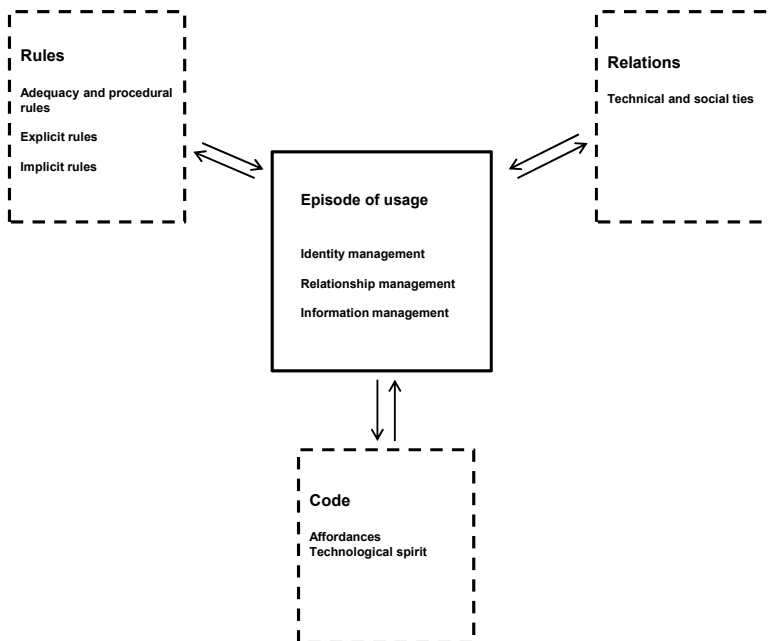 Rules
Adequacy and procedural
rules
Explicit rules
Implicit rules
Relations
Technical and social ties
Episode of usage
Identity management
Relationship management
Information management
Code
Affordances
Technological spirit